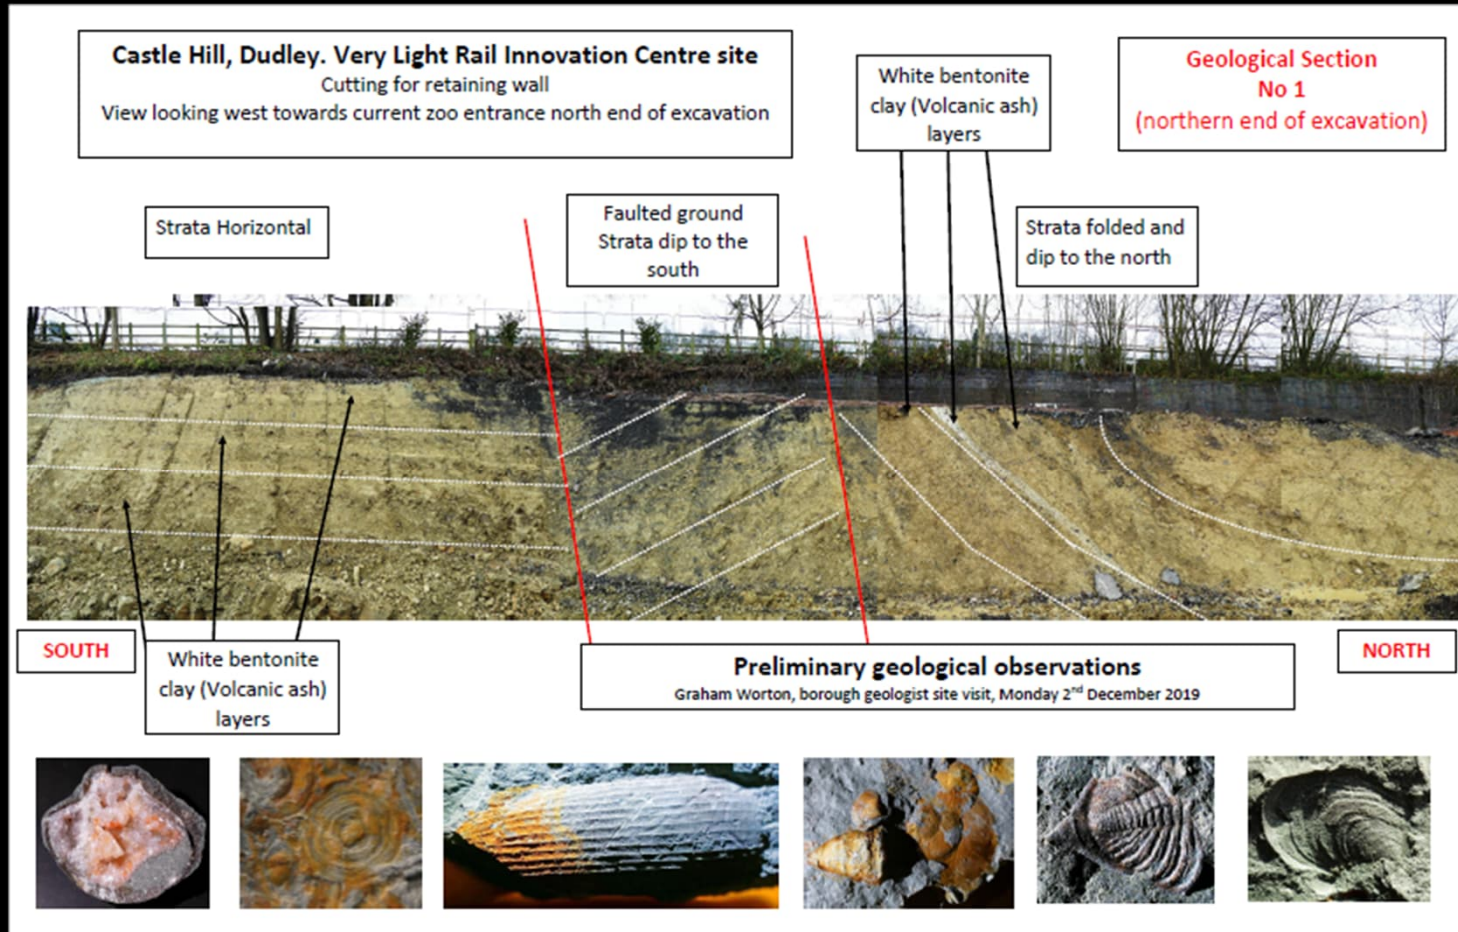 Castle Hill, Dudley. Very Light Rail Innovation Centre site
Cutting for retaining wall
View looking west towards current zoo entrance north end of excavation
White bentonite
clay (Volcanic ash)
layers
Geological Section
No 1
(northern end of excavation)
Strata Horizontal
Faulted ground
Strata dip to the
south
Strata folded and
dip to the north
SOUTH
White bentonite
clay (Volcanic ash)
layers
Preliminary geological observations
Graham Worton, borough geologist site visit, Monday 2nd December 2019
NORTH